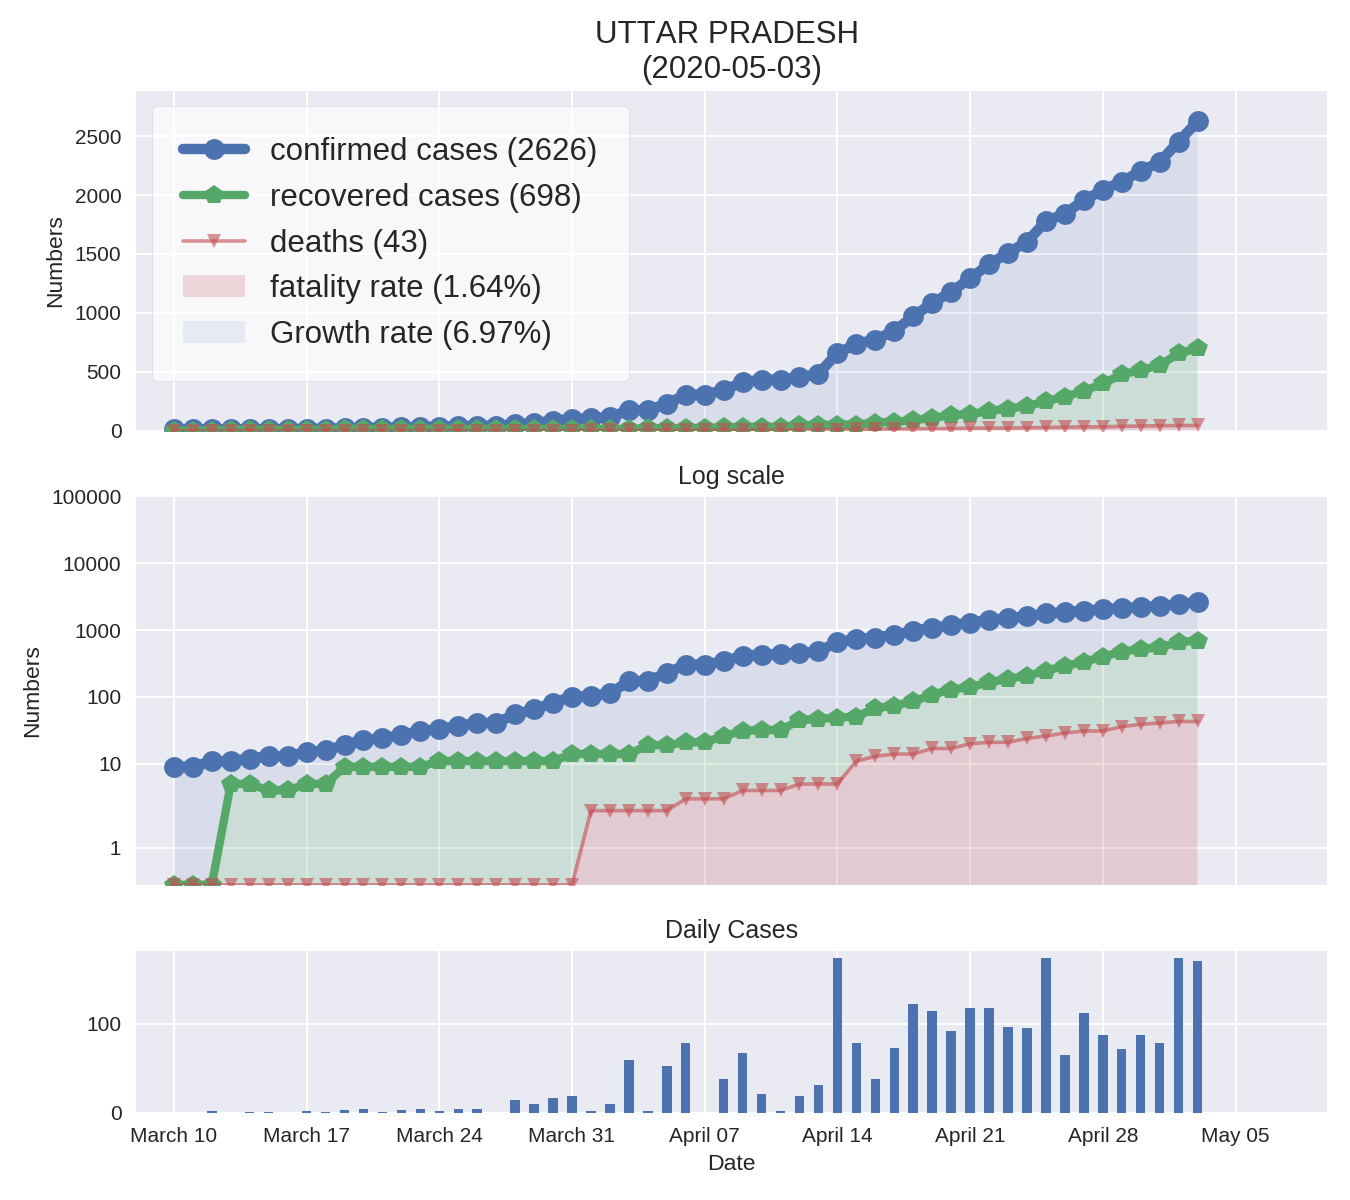 UTTAR PRADESH
(2020-05-03)
confirmed cases (2626)
recovered cases (698)
deaths (43)
fatality rate (1.64%)
Growth rate (6.97%)
Numbers
2500
2000
1500
1000
500
0
Log scale
Numbers
100000
10000
1000
100
10
1
Daily Cases
100
0
March 10 March 17 March 24 March 31 April 07 April 14 April 21 April 28 May 05
Date